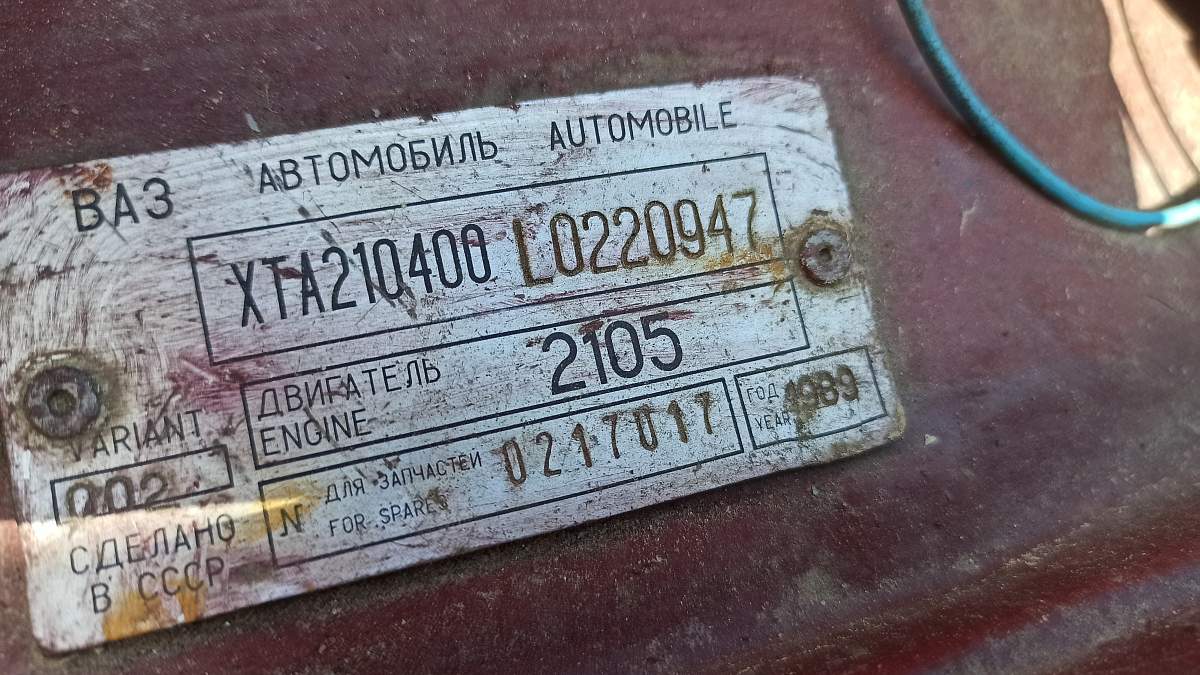 ВАЗ АВТОМОБИЛЬ AUTOMOBILE
XTA210400 L0220947
ДВИГАТЕЛЬ 2105
ENGINE
VARIANT
002
N ДЛЯ ЗАПЧАСТЕЙ 0217017
FOR SPARES
ГОД 1989
YEAR
СДЕЛАНО
В СССР